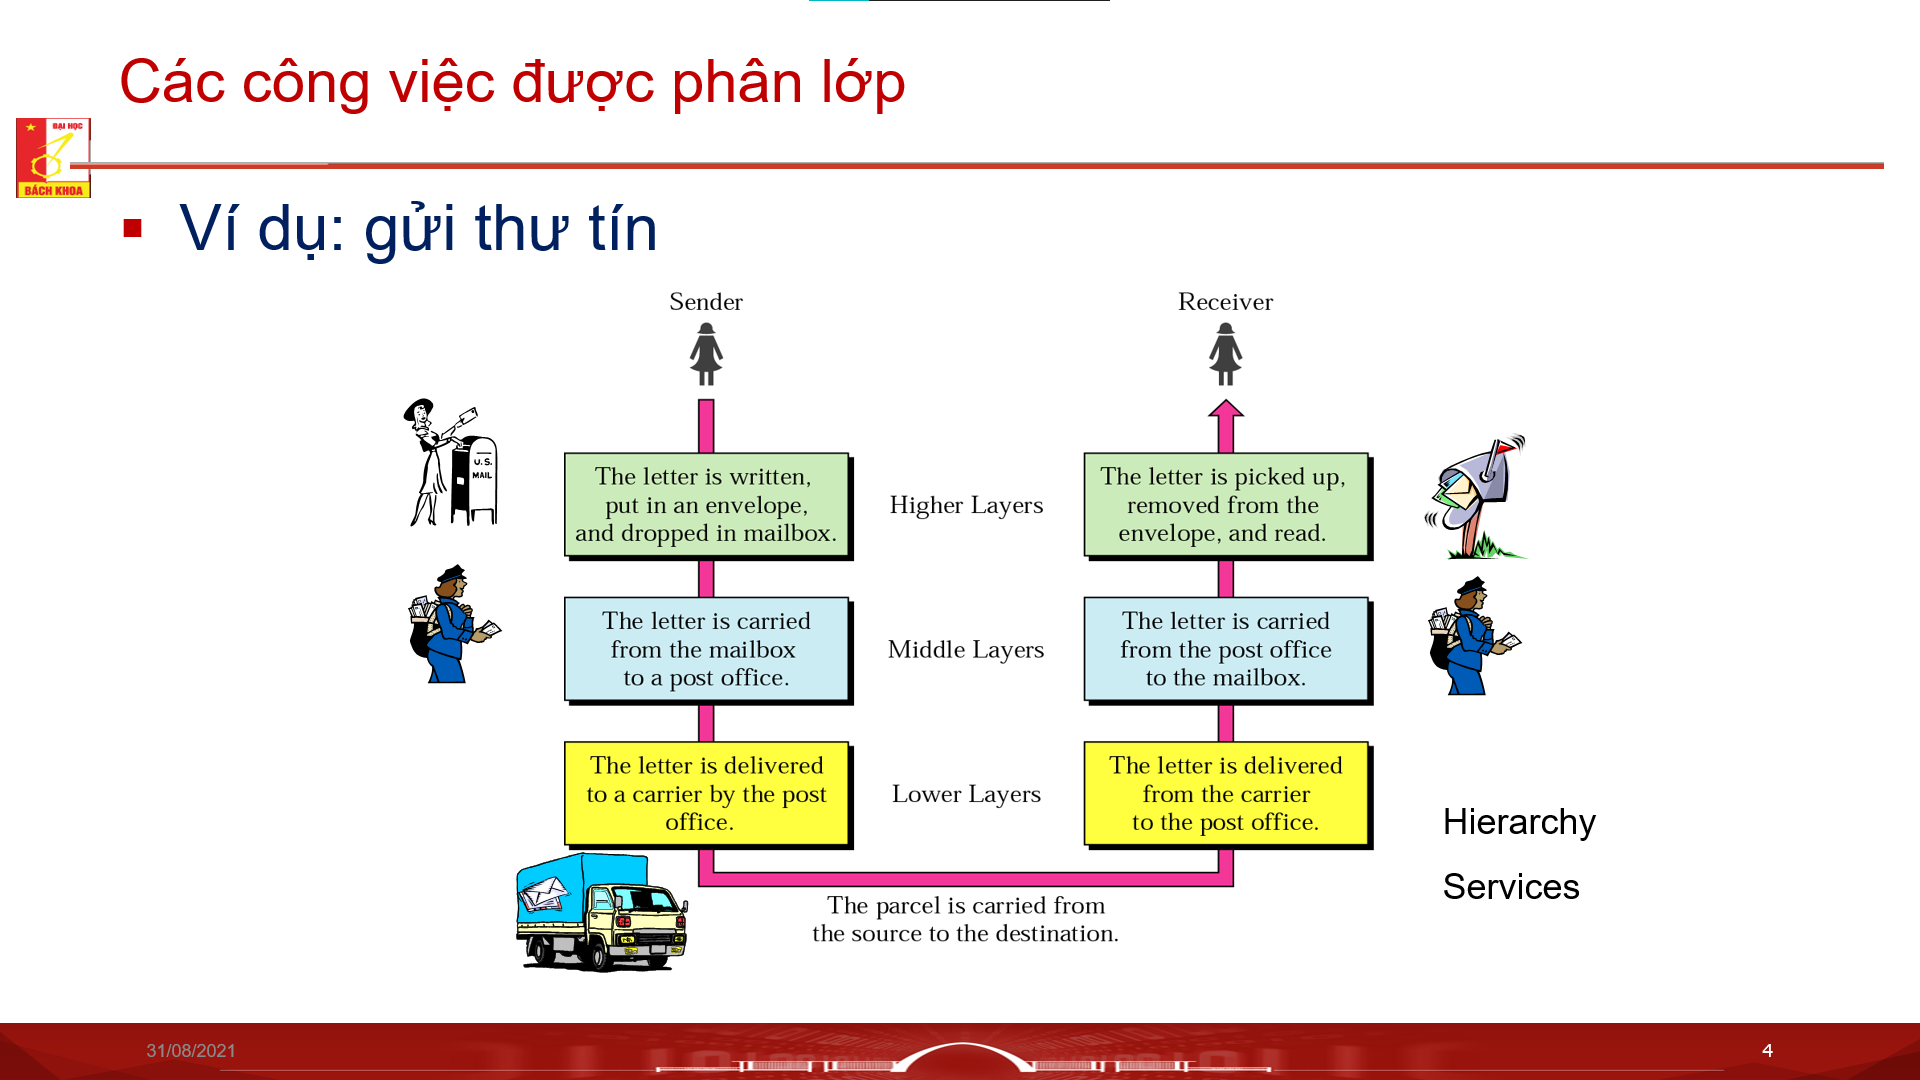 Các công việc được phân lớp
ĐẠI HỌC
BÁCH KHOA
Ví dụ: gửi thư tín
Sender
Receiver
U.S.
MAIL
The letter is written,
put in an envelope,
and dropped in mailbox.
Higher Layers
The letter is picked up,
removed from the
envelope, and read.
The letter is carried
from the mailbox
to a post office.
Middle Layers
The letter is carried
from the post office
to the mailbox.
The letter is delivered
to a carrier by the post
office.
Lower Layers
The letter is delivered
from the carrier
to the post office.
Hierarchy
Services
The parcel is carried from
the source to the destination.
31/08/2021
4